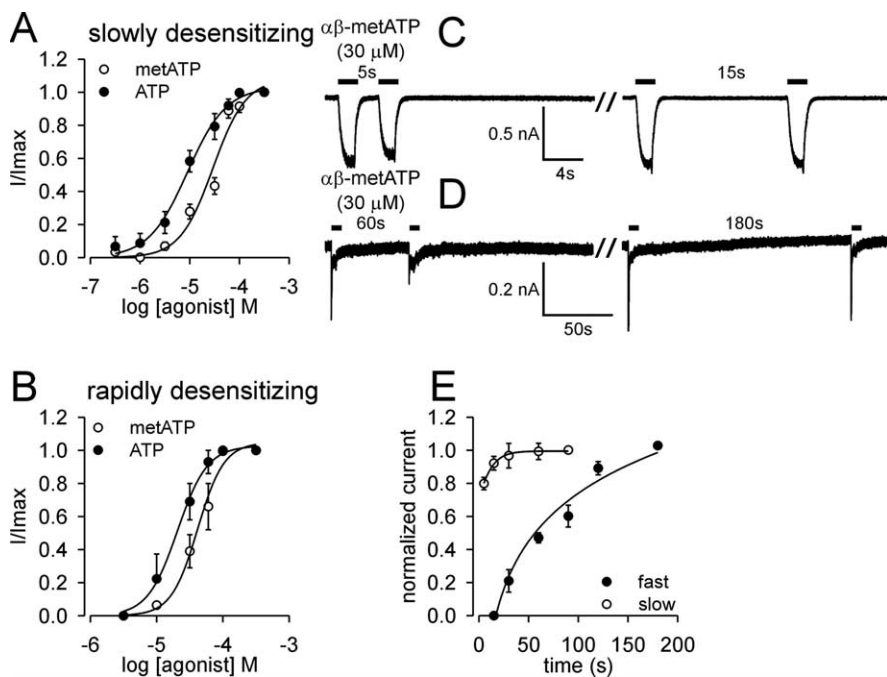 A
slowly desensitizing
metATP
ATP
I/Imax
1.2
1.0
0.8
0.6
0.4
0.2
0.0
-7
-6
-5
-4
-3
log [agonist] M
αβ-metATP
(30 μM)
C
5s
15s
//
0.5 nA
4s
αβ-metATP
(30 μM)
D
60s
180s
//
0.2 nA
50s
B
rapidly desensitizing
metATP
ATP
I/Imax
1.2
1.0
0.8
0.6
0.4
0.2
0.0
-6
-5
-4
-3
log [agonist] M
E
normalized current
1.2
1.0
0.8
0.6
0.4
0.2
0.0
fast
slow
0
50
100
150
200
time (s)